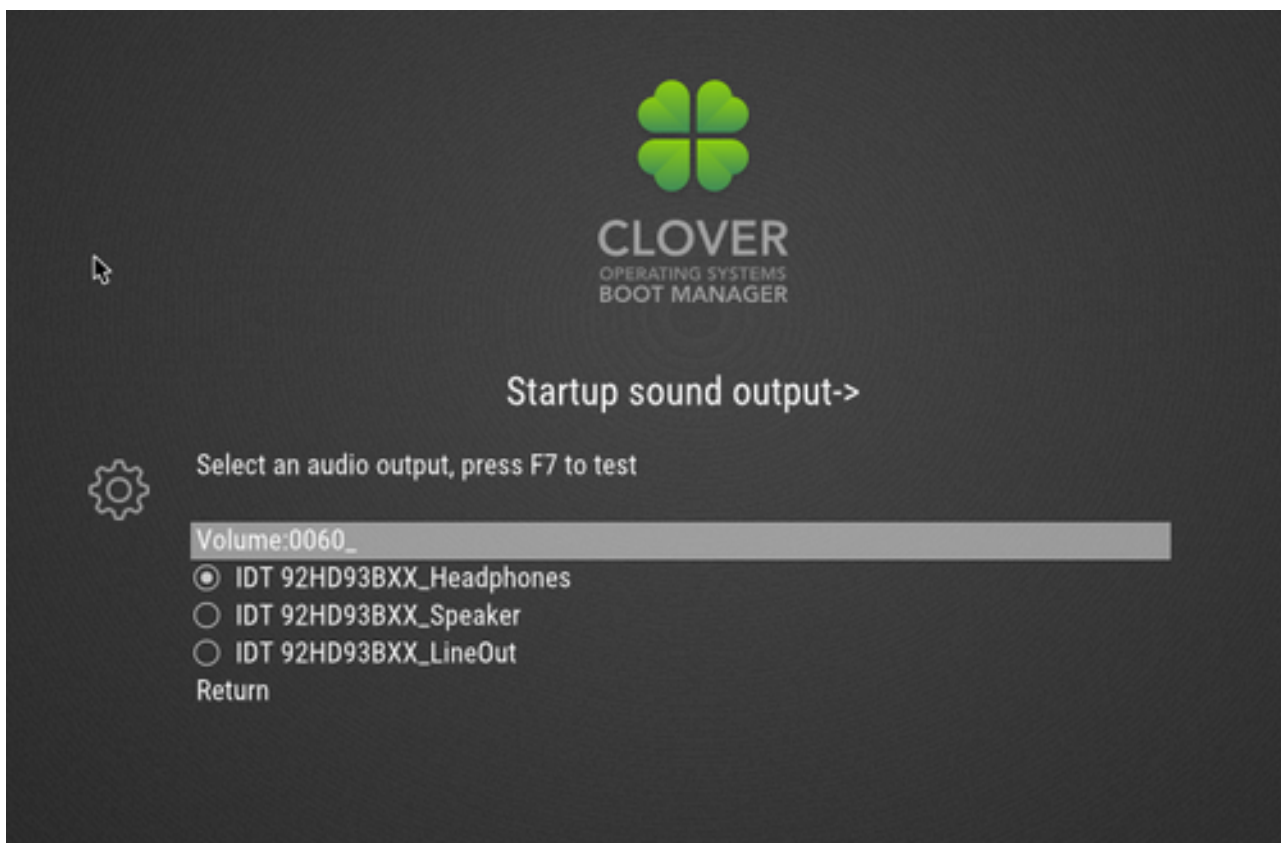 CLOVER
OPERATING SYSTEMS
BOOT MANAGER
Startup sound output->
Select an audio output, press F7 to test
Volume:0060_
IDT 92HD93BXX_Headphones
IDT 92HD93BXX_Speaker
IDT 92HD93BXX_LineOut
Return